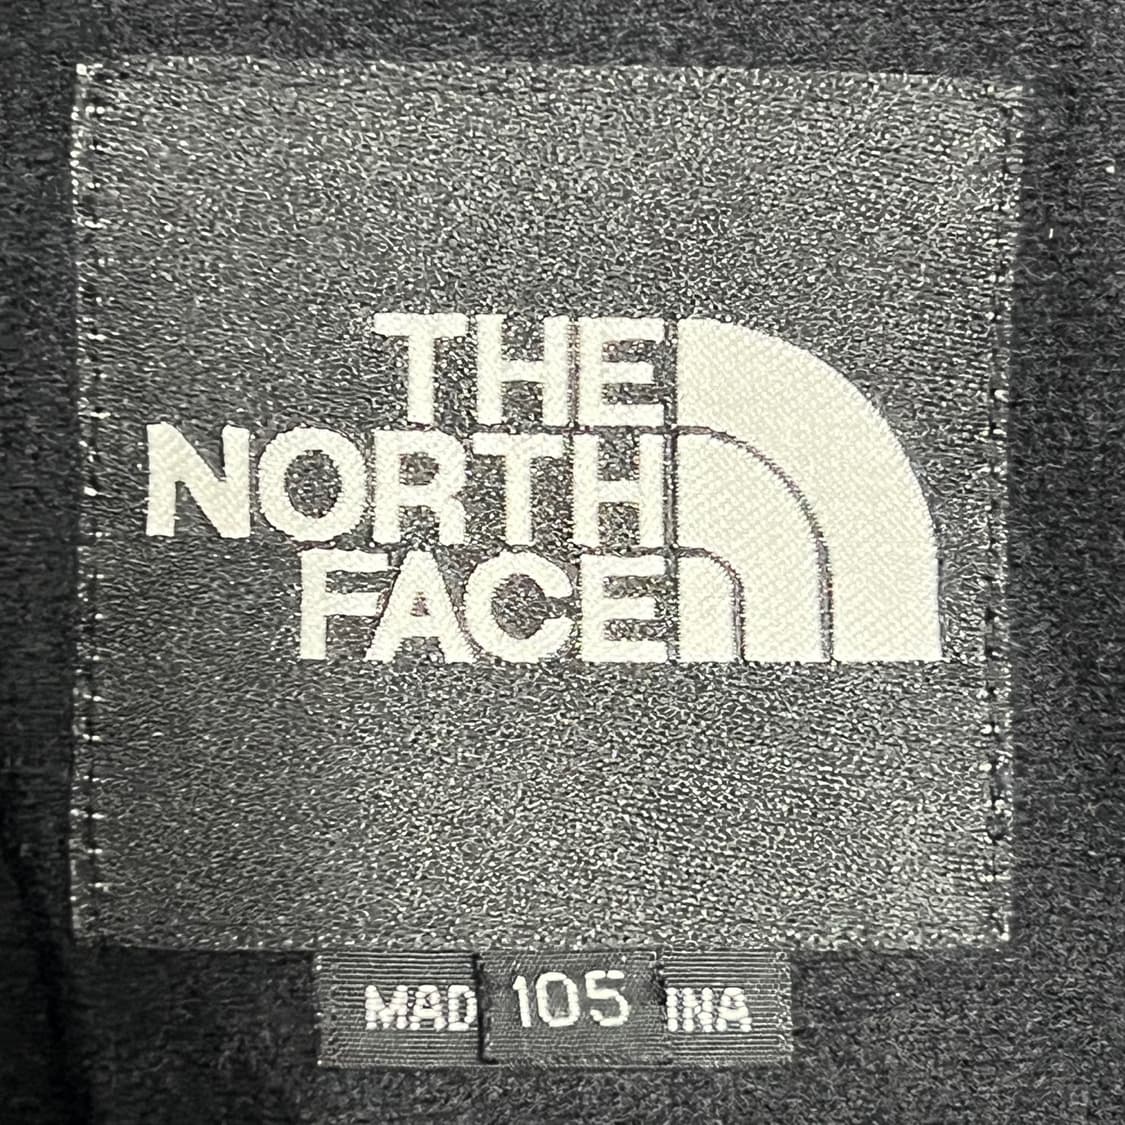 THE
NORTH
FACE
MAD 105 INA